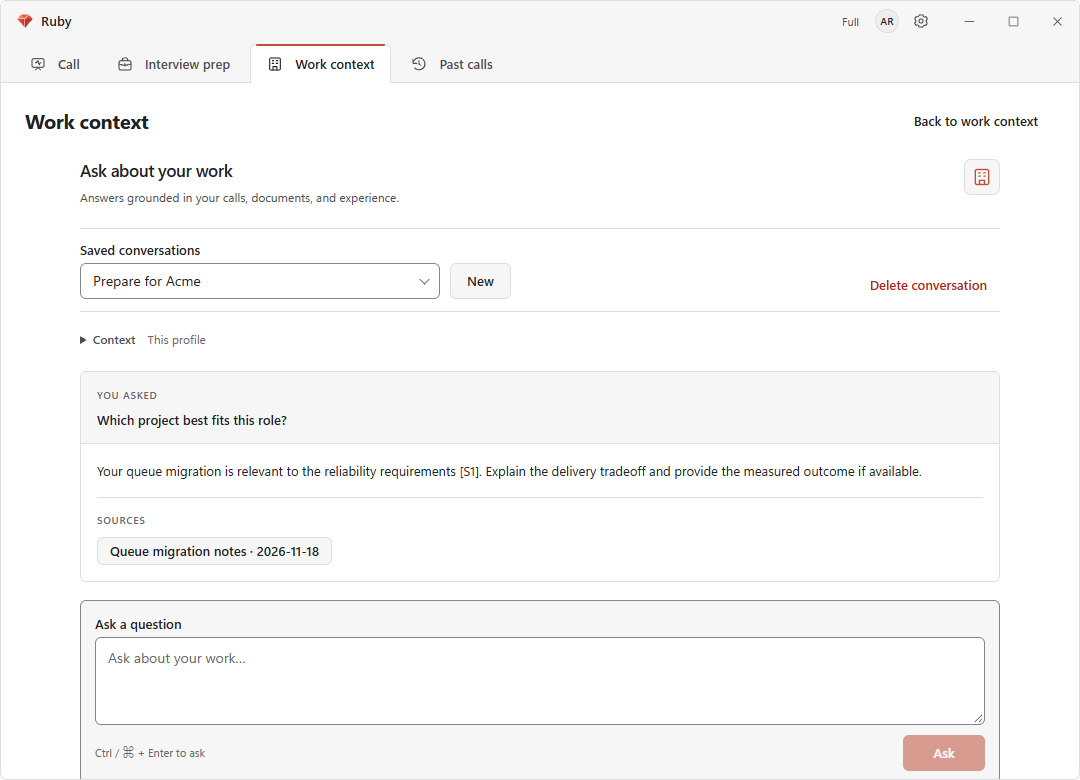 Ruby
Full AR
Call Interview prep Work context Past calls
Work context
Back to work context
Ask about your work
Answers grounded in your calls, documents, and experience.
Saved conversations
Prepare for Acme New
Delete conversation
Context This profile
YOU ASKED
Which project best fits this role?
Your queue migration is relevant to the reliability requirements [S1]. Explain the delivery tradeoff and provide the measured outcome if available.
SOURCES
Queue migration notes · 2026-11-18
Ask a question
Ask about your work...
Ctrl / ⌘ + Enter to ask
Ask